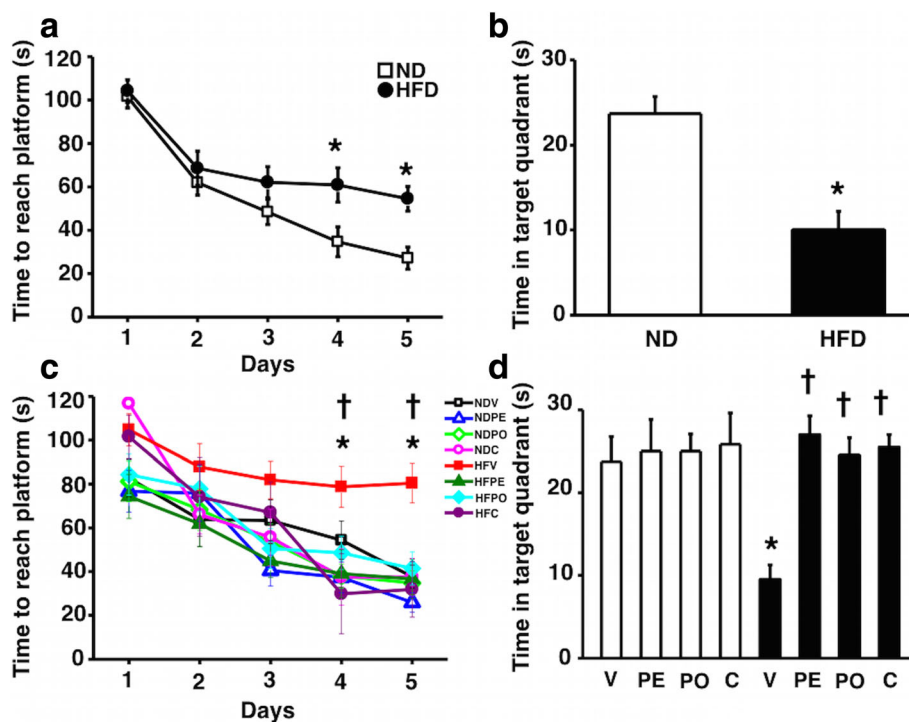 a
Time to reach platform (s)
120
100
80
60
40
20
0
ND
HFD
*
*
1 2 3 4 5
Days
b
Time in target quadrant (s)
30
20
10
0
*
ND HFD
c
Time to reach platform (s)
120
100
80
60
40
20
0
† †
* *
NDV
NDPE
NDPO
NDC
HFV
HFPE
HFPO
HFC
1 2 3 4 5
Days
d
Time in target quadrant (s)
30
20
10
0
*
† † †
V PE PO C V PE PO C